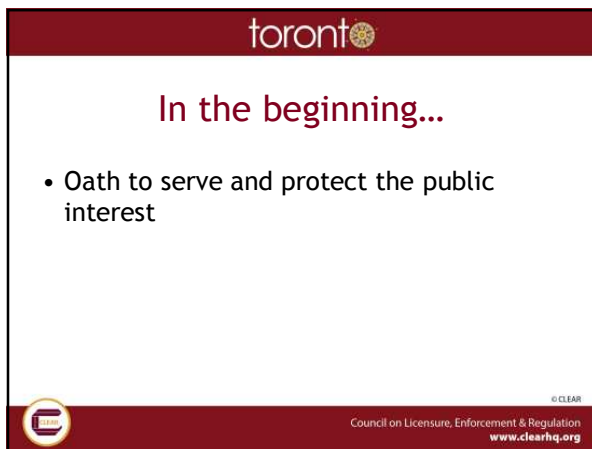 toronto
In the beginning…
• Oath to serve and protect the public
interest
© CLEAR
CLEAR
Council on Licensure, Enforcement & Regulation
www.clearhq.org